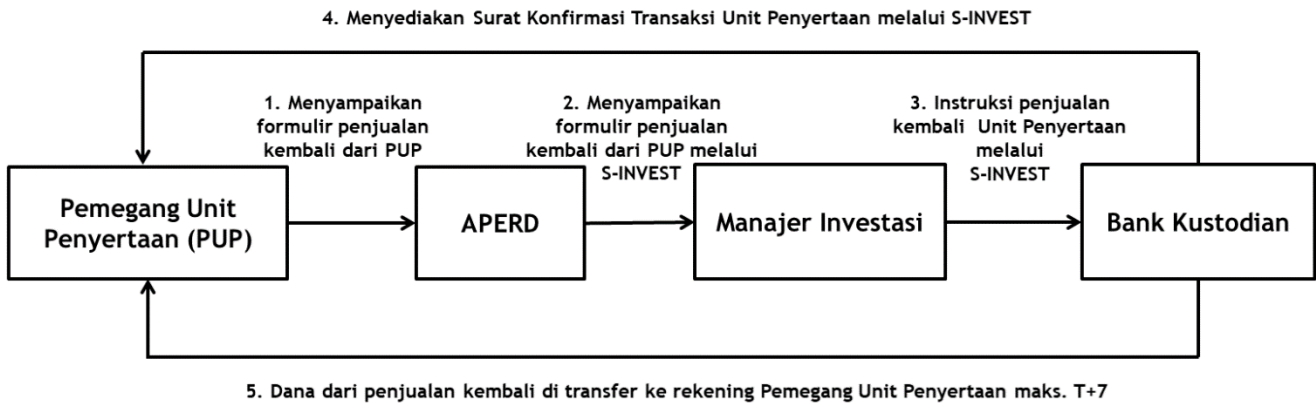 4. Menyediakan Surat Konfirmasi Transaksi Unit Penyertaan melalui S-INVEST
1. Menyampaikan
formulir penjualan
kembali dari PUP
2. Menyampaikan
formulir penjualan
kembali dari PUP melalui
S-INVEST
3. Instruksi penjualan
kembali Unit Penyertaan
melalui
S-INVEST
Pemegang Unit
Penyertaan (PUP)
APERD
Manajer Investasi
Bank Kustodian
5. Dana dari penjualan kembali di transfer ke rekening Pemegang Unit Penyertaan maks. T+7